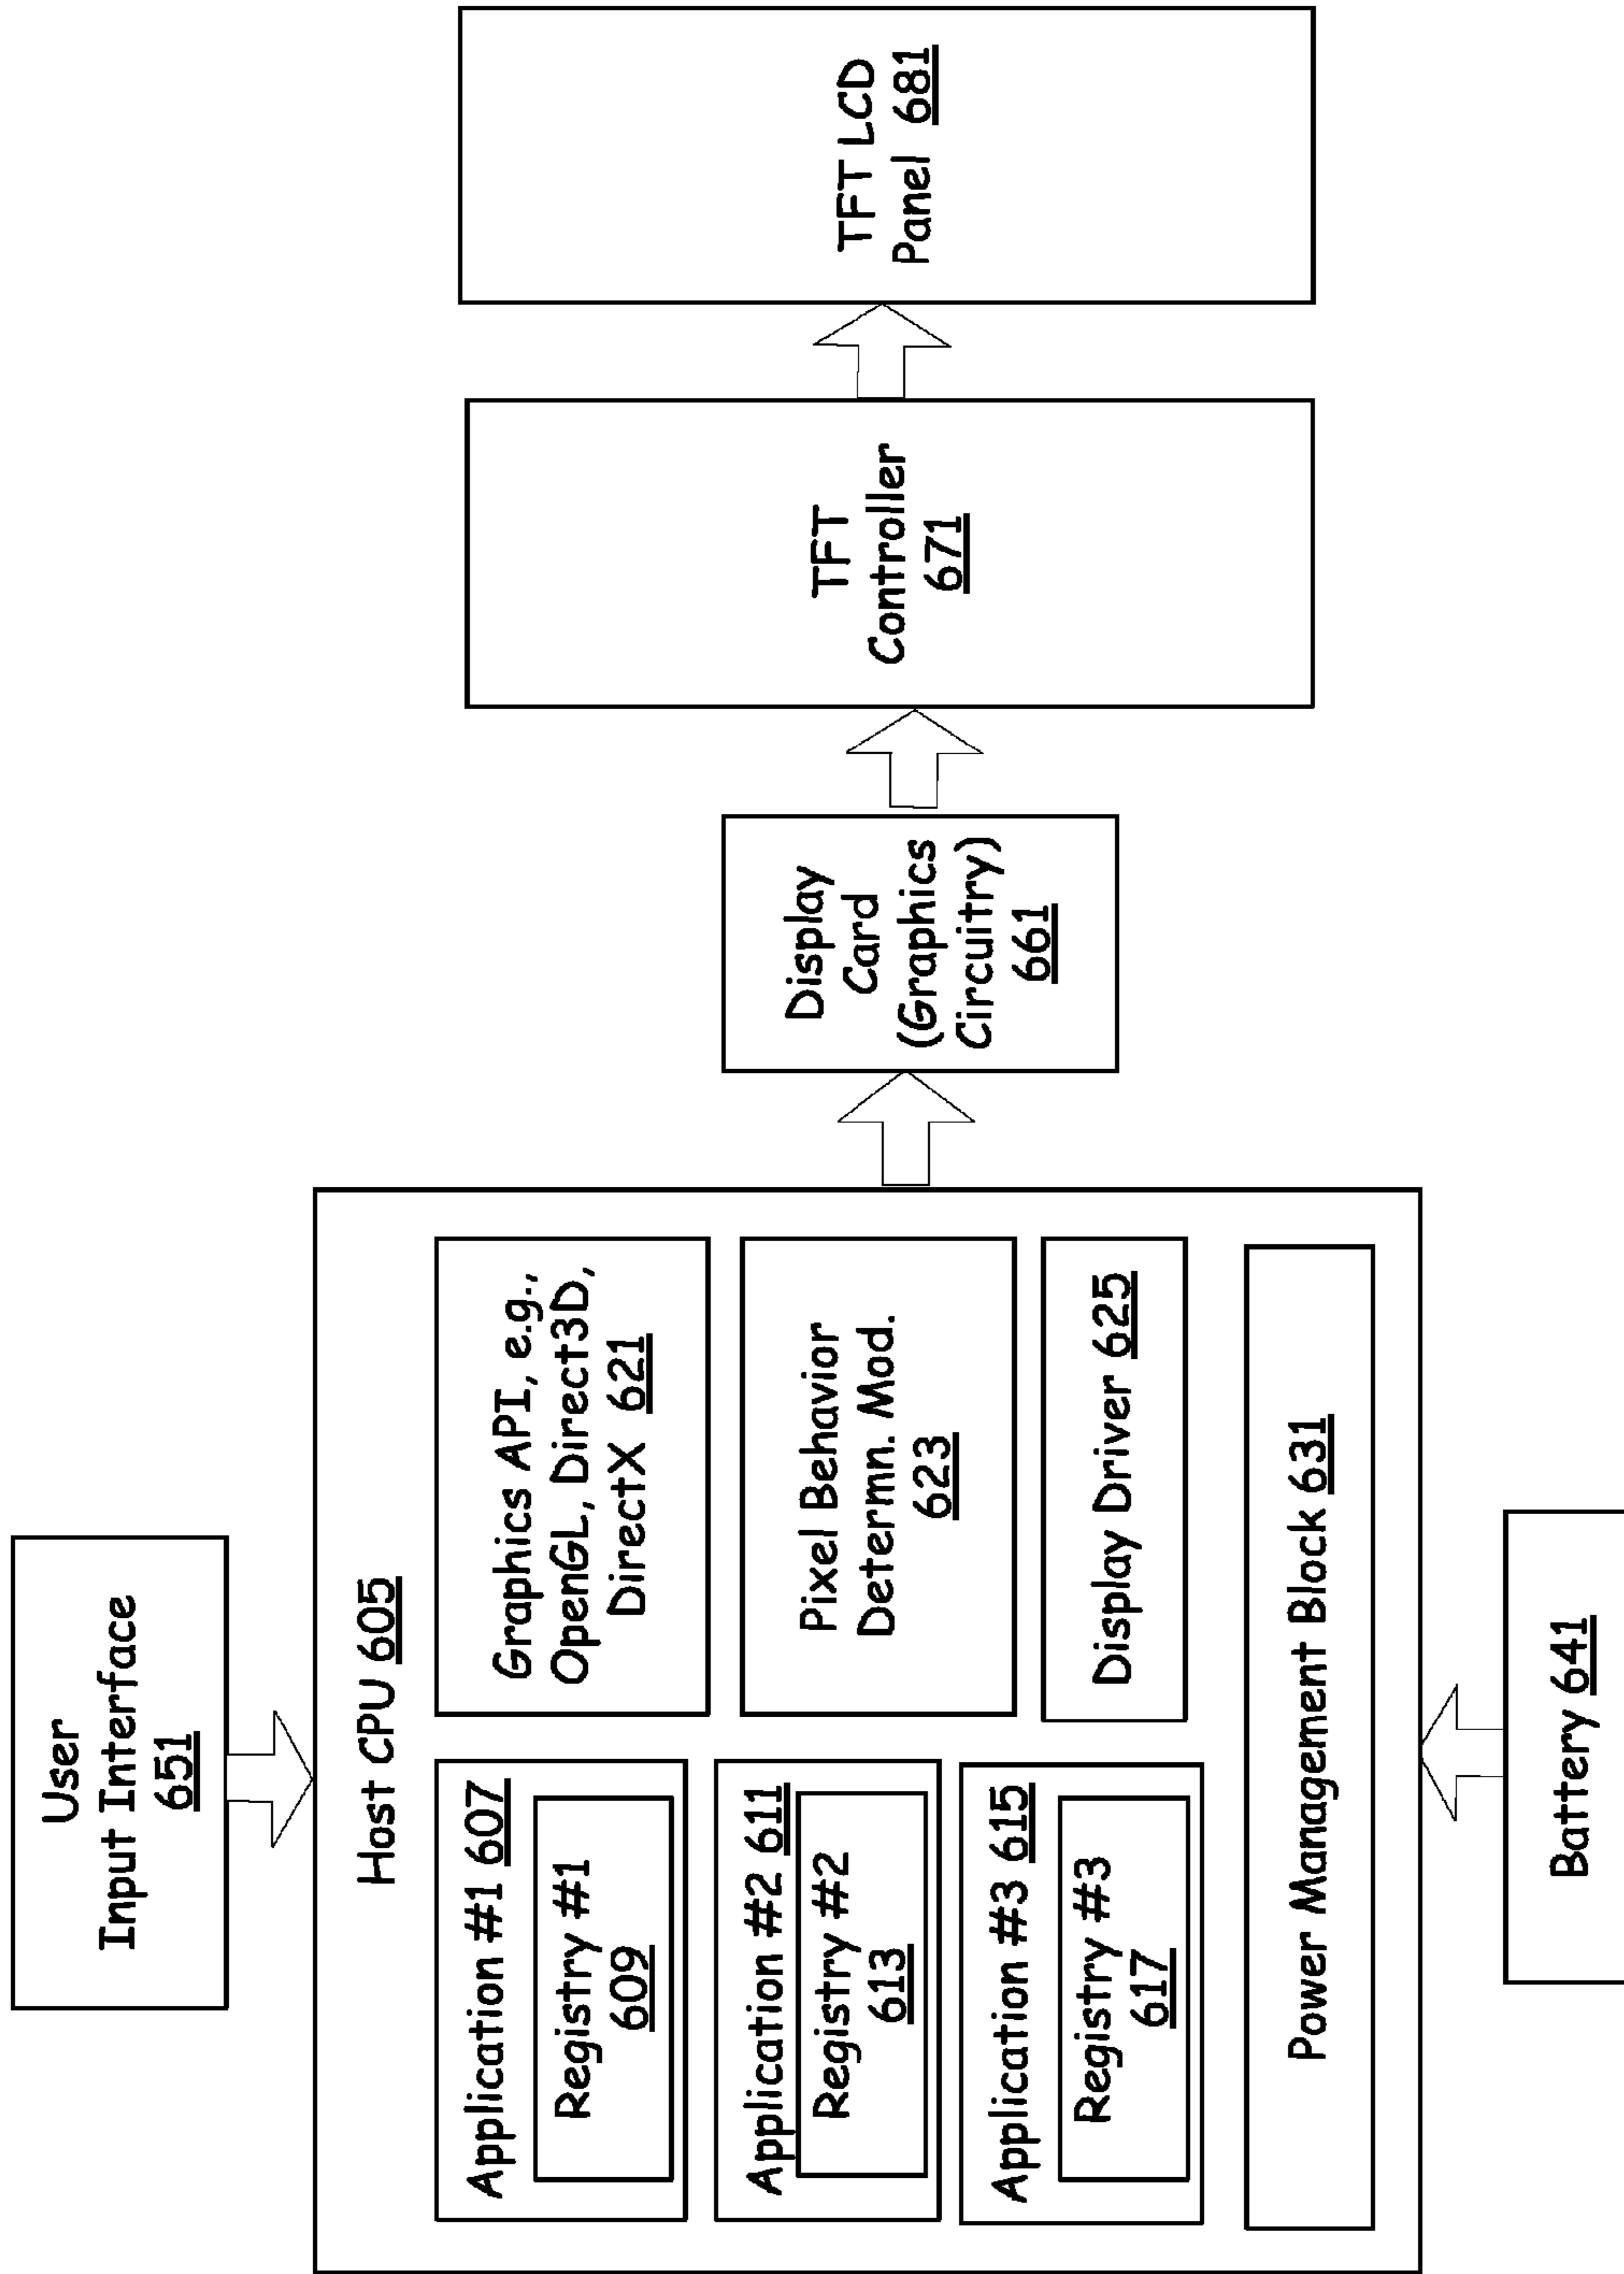 User
Input Interface
651
Host CPU 605
Application #1 607
Registry #1
609
Application #2 611
Registry #2
613
Application #3 615
Registry #3
617
Graphics API, e.g.,
OpenGL, Direct3D,
DirectX 621
Pixel Behavior
Determn. Mod.
623
Display Driver 625
Power Management Block 631
Battery 641
Display
Card
(Graphics
Circuitry)
661
TFT
Controller
671
TFT LCD
Panel 681